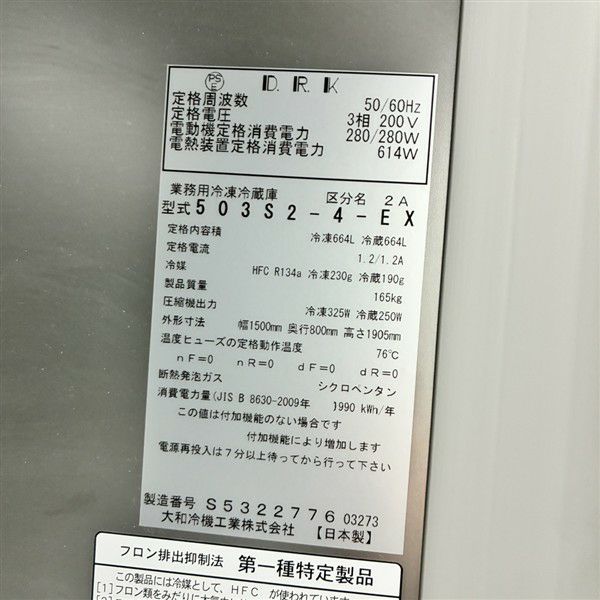 PS E D.R.K
定格周波数 50/60Hz
定格電圧 3相 200V
電動機定格消費電力 280/280W
電熱装置定格消費電力 614W
業務用冷凍冷蔵庫 区分名 2A
型式 503S2-4-EX
定格内容積 冷凍664L 冷蔵664L
定格電流 1.2/1.2A
冷媒 HFC R134a 冷凍230g 冷蔵190g
製品質量 165kg
圧縮機出力 冷凍325W 冷蔵250W
外形寸法 幅1500mm 奥行800mm 高さ1905mm
温度ヒューズの定格動作温度 76℃
nF=0 nR=0 dF=0 dR=0
断熱発泡ガス シクロペンタン
消費電力量(JIS B 8630-2009年 1990 kWh/年
この値は付加機能のない場合です
付加機能により増加します
電源再投入は7分以上待ってから行って下さい
製造番号 S5322776 03273
大和冷機工業株式会社 【日本製】
フロン排出抑制法 第一種特定製品
この製品には冷媒として、HFC が使われています
[1]フロン類をみだりに大気中に